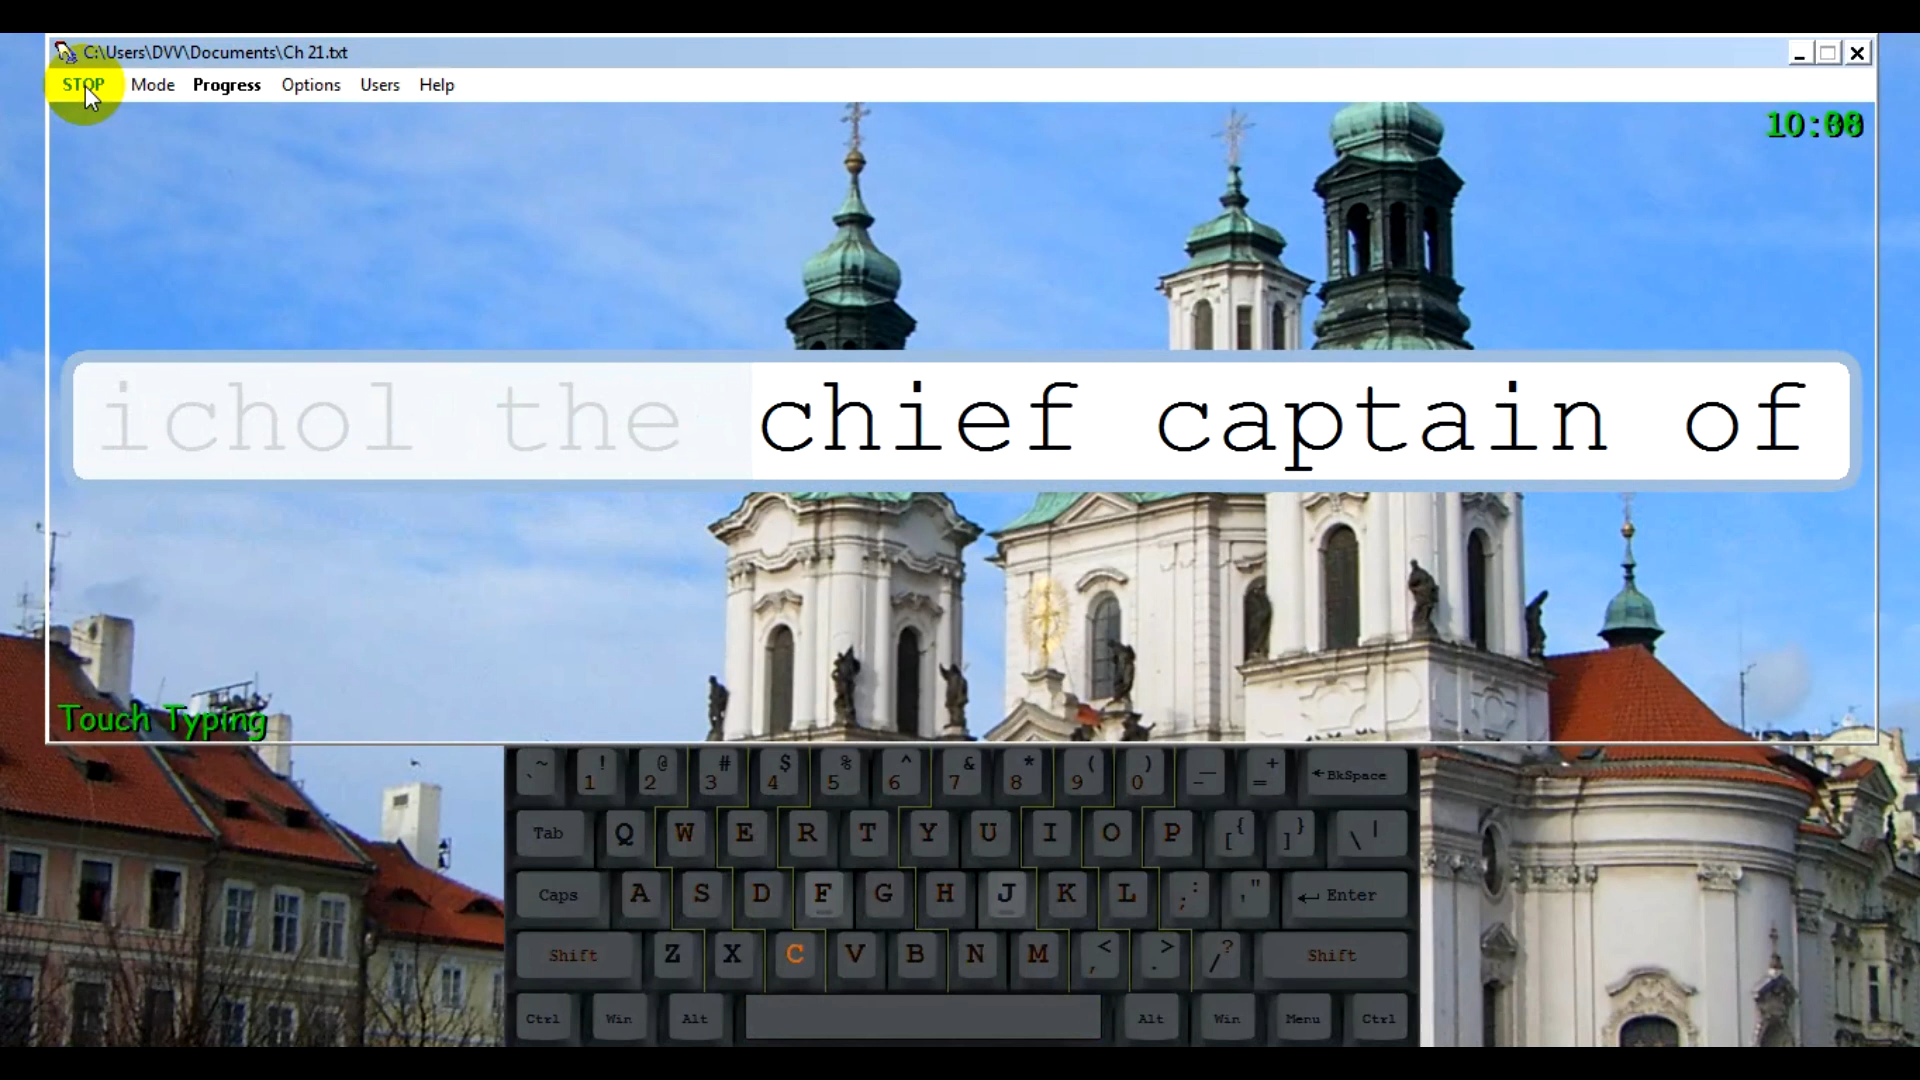 C:\Users\DVV\Documents\Ch 21.txt
STOP Mode Progress Options Users Help
ichol the chief captain of
Touch Typing
` ~ 1 ! 2 @ 3 # 4 $ 5 % 6 ^ 7 & 8 * 9 ( 0 ) - _ = + ←BkSpace
Tab Q W E R T Y U I O P [ { ] } \ |
Caps A S D F G H J K L ; : ' " ↵ Enter
Shift Z X C V B N M , < . > / ? Shift
Ctrl Win Alt Alt Win Menu Ctrl